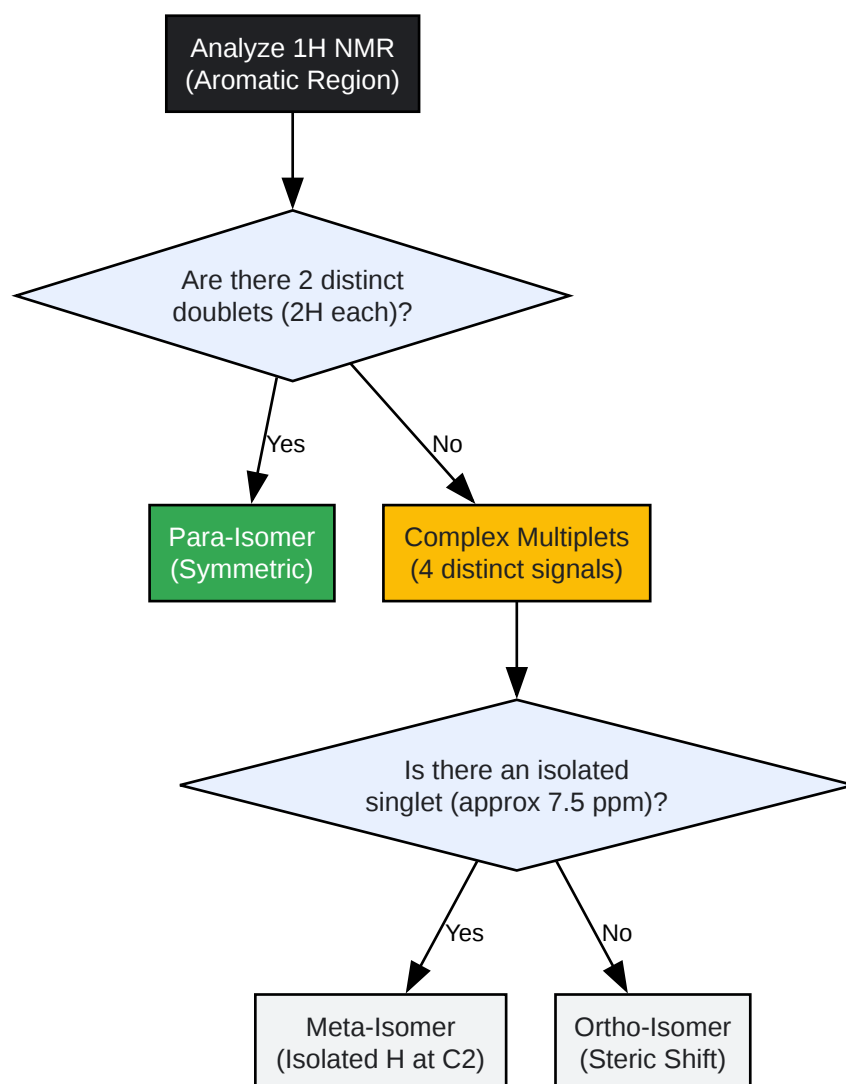 Analyze 1H NMR
(Aromatic Region)
Are there 2 distinct
doublets (2H each)?
Yes
No
Para-Isomer
(Symmetric)
Complex Multiplets
(4 distinct signals)
Is there an isolated
singlet (approx 7.5 ppm)?
Yes
No
Meta-Isomer
(Isolated H at C2)
Ortho-Isomer
(Steric Shift)